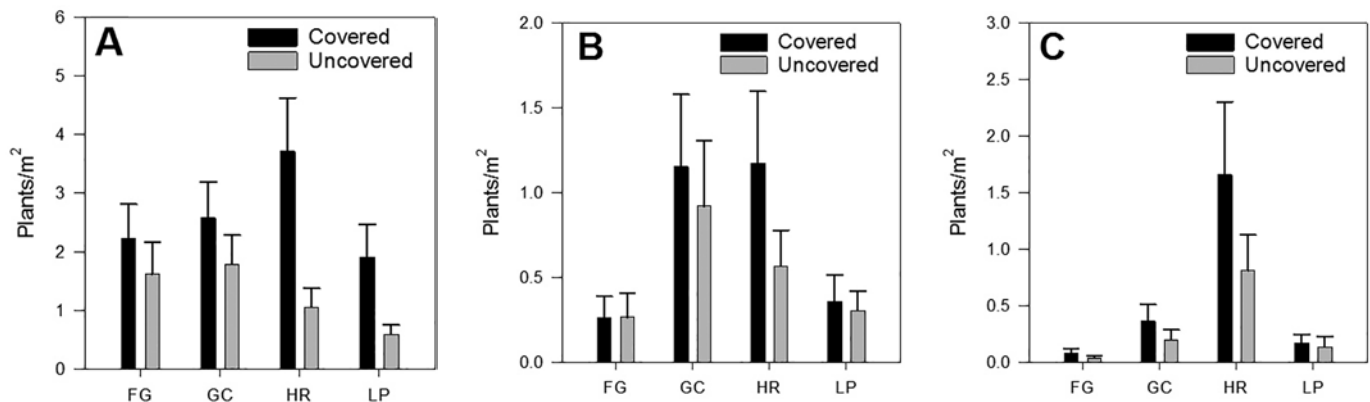 A
Covered
Uncovered
Plants/m²
6
5
4
3
2
1
0
FG GC HR LP
B
Covered
Uncovered
Plants/m²
2.0
1.5
1.0
0.5
0.0
FG GC HR LP
C
Covered
Uncovered
Plants/m²
3.0
2.5
2.0
1.5
1.0
0.5
0.0
FG GC HR LP